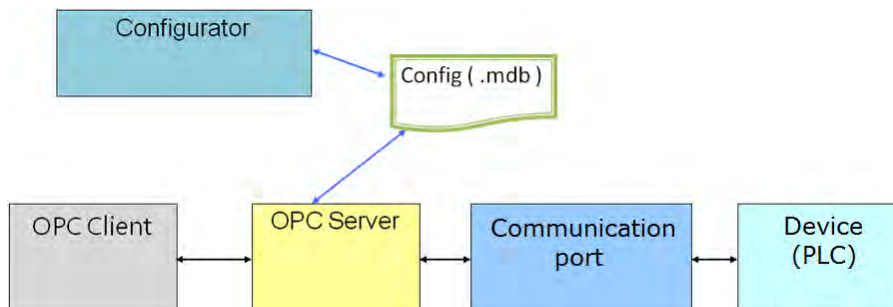 Configurator
Config ( .mdb )
OPC Client
OPC Server
Communication
port
Device
(PLC)